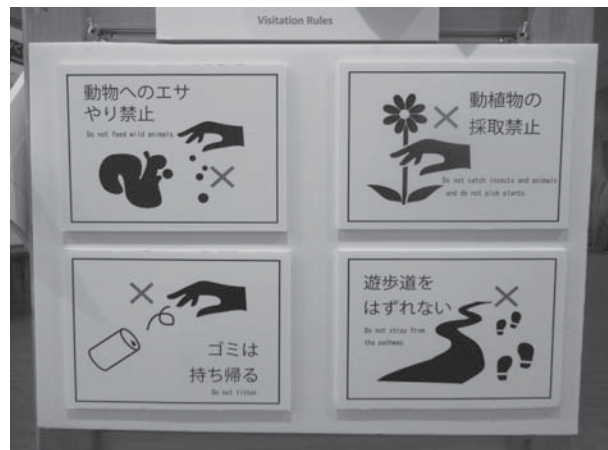 Visitation Rules
動物へのエサ
やり禁止
Do not feed wild animals.
動植物の
採取禁止
Do not catch insects and animals
and do not pick plants.
ゴミは
持ち帰る
Do not litter.
遊歩道を
はずれない
Do not stray from
the pathway.